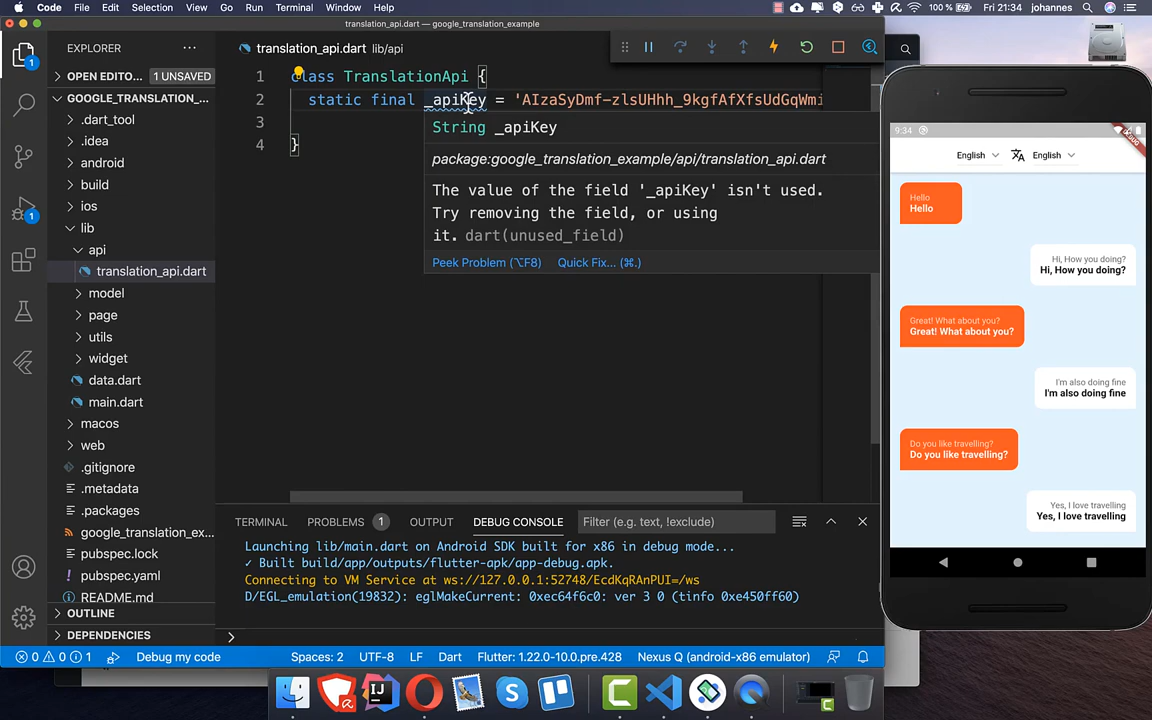 Code File Edit Selection View Go Run Terminal Window Help 100 % Fri 21:34 johannes
translation_api.dart — google_translation_example
EXPLORER
OPEN EDITO... 1 UNSAVED
GOOGLE_TRANSLATION_...
.dart_tool
.idea
android
build
ios
lib
api
translation_api.dart
model
page
utils
widget
data.dart
main.dart
macos
web
.gitignore
.metadata
.packages
google_translation_ex...
pubspec.lock
pubspec.yaml
README.md
OUTLINE
DEPENDENCIES
translation_api.dart lib/api
1 class TranslationApi {
2 static final _apiKey =
3
4 }
String _apiKey
package:google_translation_example/api/translation_api.dart
The value of the field '_apiKey' isn't used.
Try removing the field, or using
it. dart(unused_field)
Peek Problem (⌥F8) Quick Fix... (⌘.)
TERMINAL PROBLEMS 1 OUTPUT DEBUG CONSOLE Filter (e.g. text, !exclude)
Launching lib/main.dart on Android SDK built for x86 in debug mode...
✓ Built build/app/outputs/flutter-apk/app-debug.apk.
Connecting to VM Service at ws://127.0.0.1:52748/EcdKqRAnPUI=/ws
D/EGL_emulation(19832): eglMakeCurrent: 0xec64f6c0: ver 3 0 (tinfo 0xe450ff60)
0 0 1 Debug my code Spaces: 2 UTF-8 LF Dart Flutter: 1.22.0-10.0.pre.428 Nexus Q (android-x86 emulator)
9:34
DEBUG
English English
Hello
Hello
Hi, How you doing?
Hi, How you doing?
Great! What about you?
Great! What about you?
I'm also doing fine
I'm also doing fine
Do you like travelling?
Do you like travelling?
Yes, I love travelling
Yes, I love travelling